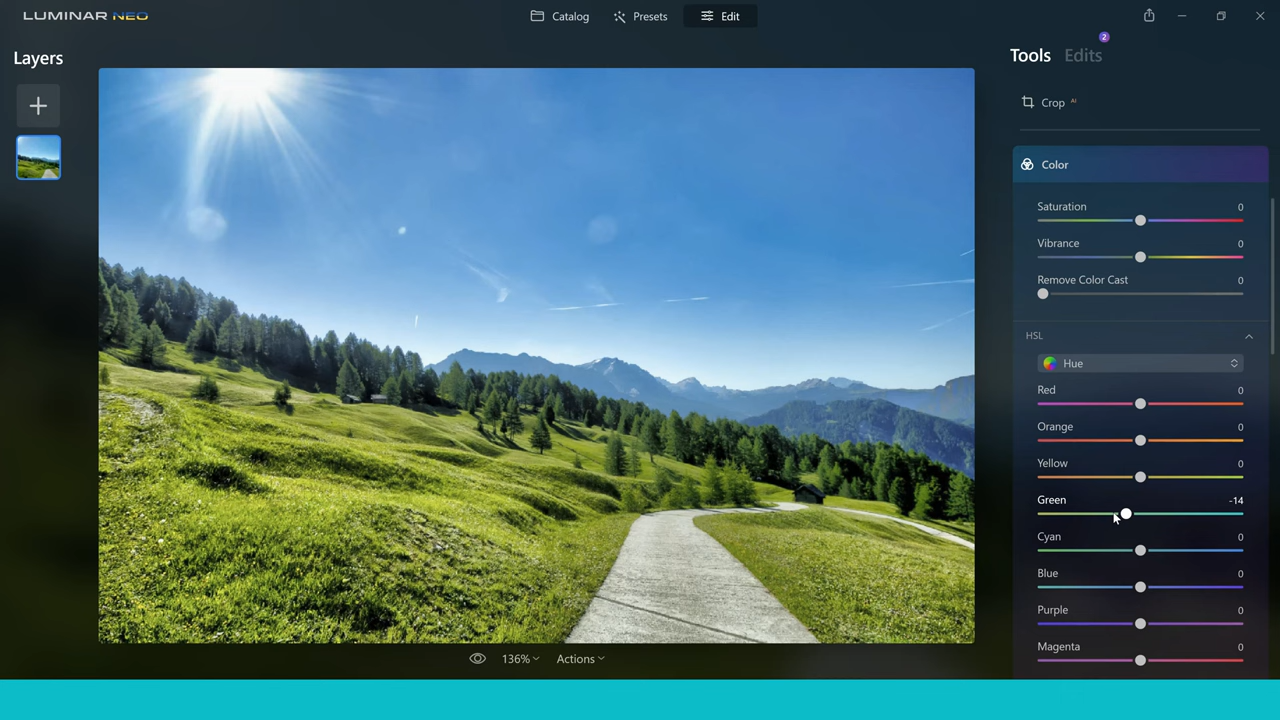 LUMINAR NEO
Catalog
Presets
Edit
Layers
2
Tools
Edits
Crop AI
Color
Saturation 0
Vibrance 0
Remove Color Cast 0
HSL
Hue
Red 0
Orange 0
Yellow 0
Green -14
Cyan 0
Blue 0
Purple 0
Magenta 0
136%
Actions